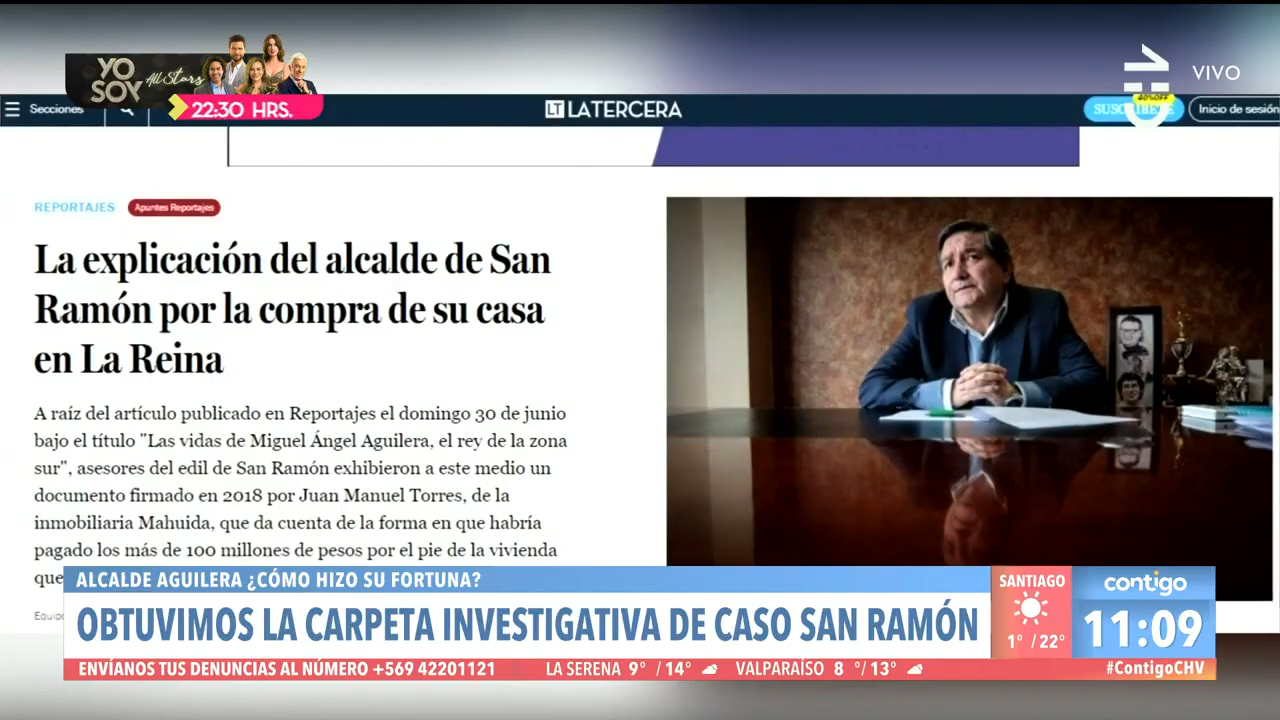 YO
SOY
All Stars
22:30 HRS.
VIVO
Secciones
LT LATERCERA
40% OFF
SUSCRÍBETE
Inicio de sesión
REPORTAJES
Apuntes Reportajes
La explicación del alcalde de San
Ramón por la compra de su casa
en La Reina
A raíz del artículo publicado en Reportajes el domingo 30 de junio
bajo el título "Las vidas de Miguel Ángel Aguilera, el rey de la zona
sur", asesores del edil de San Ramón exhibieron a este medio un
documento firmado en 2018 por Juan Manuel Torres, de la
inmobiliaria Mahuida, que da cuenta de la forma en que habría
pagado los más de 100 millones de pesos por el pie de la vivienda
que
ALCALDE AGUILERA ¿CÓMO HIZO SU FORTUNA?
OBTUVIMOS LA CARPETA INVESTIGATIVA DE CASO SAN RAMÓN
SANTIAGO
1° / 22°
contigo
11:09
ENVÍANOS TUS DENUNCIAS AL NÚMERO +569 42201121
LA SERENA 9° / 14°
VALPARAÍSO 8 °/ 13°
#ContigoCHV